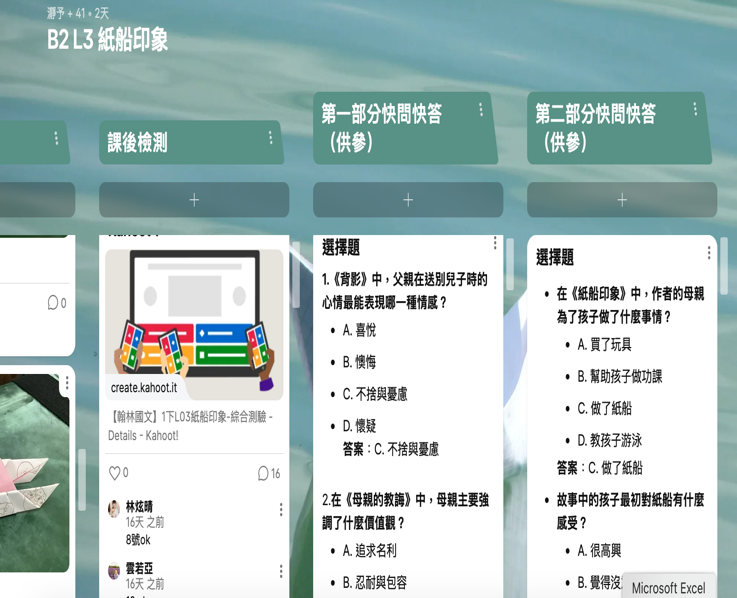 瀞予 + 41 • 2天
B2 L3 紙船印象
課後檢測
第一部分快問快答
（供參）
第二部分快問快答
（供參）
0
create.kahoot.it
【翰林國文】1下L03紙船印象-綜合測驗 -
Details - Kahoot!
0
16
林炫晴
16天 之前
8號ok
雲若亞
16天 之前
選擇題
1.《背影》中，父親在送別兒子時的
心情最能表現哪一種情感？
A. 喜悅
B. 懊悔
C. 不捨與憂慮
D. 懷疑
答案：C. 不捨與憂慮
2.在《母親的教誨》中，母親主要強
調了什麼價值觀？
A. 追求名利
B. 忍耐與包容
選擇題
在《紙船印象》中，作者的母親
為了孩子做了什麼事情？
A. 買了玩具
B. 幫助孩子做功課
C. 做了紙船
D. 教孩子游泳
答案：C. 做了紙船
故事中的孩子最初對紙船有什麼
感受？
A. 很高興
B. 覺得沒
Microsoft Excel